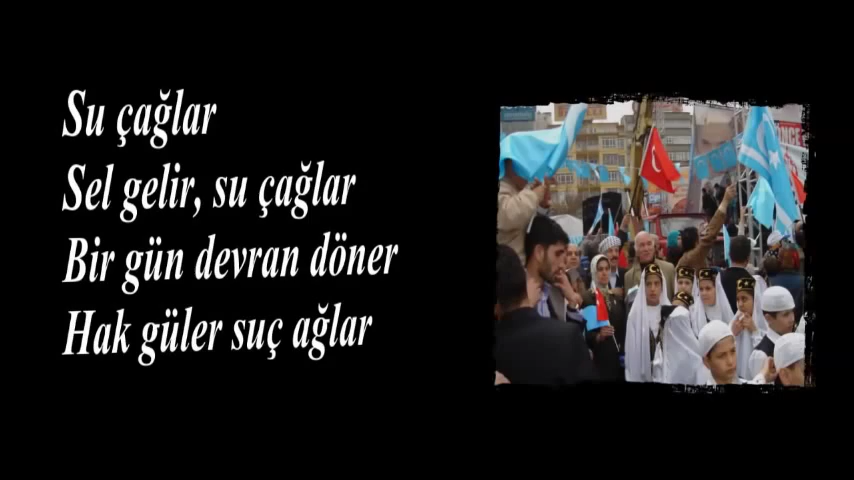 Su çağlar
Sel gelir, su çağlar
Bir gün devran döner
Hak güler suç ağlar